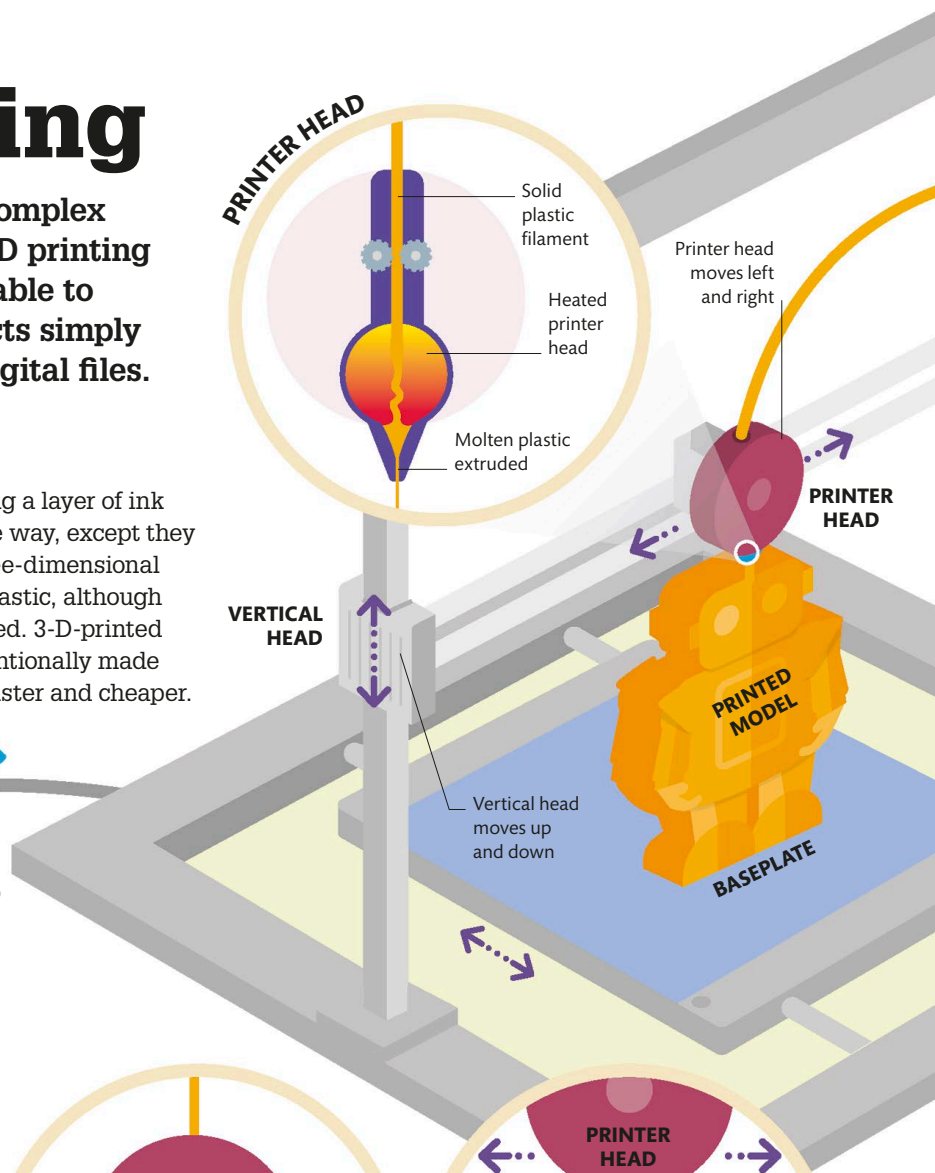 ing
omplex
D printing
able to
cts simply
gital files.
ng a layer of ink
e way, except they
ee-dimensional
astic, although
ed. 3-D-printed
entionally made
aster and cheaper.
PRINTER HEAD
Solid
plastic
filament
Heated
printer
head
Molten plastic
extruded
Printer head
moves left
and right
PRINTER
HEAD
VERTICAL
HEAD
PRINTED
MODEL
Vertical head
moves up
and down
BASEPLATE
PRINTER
HEAD